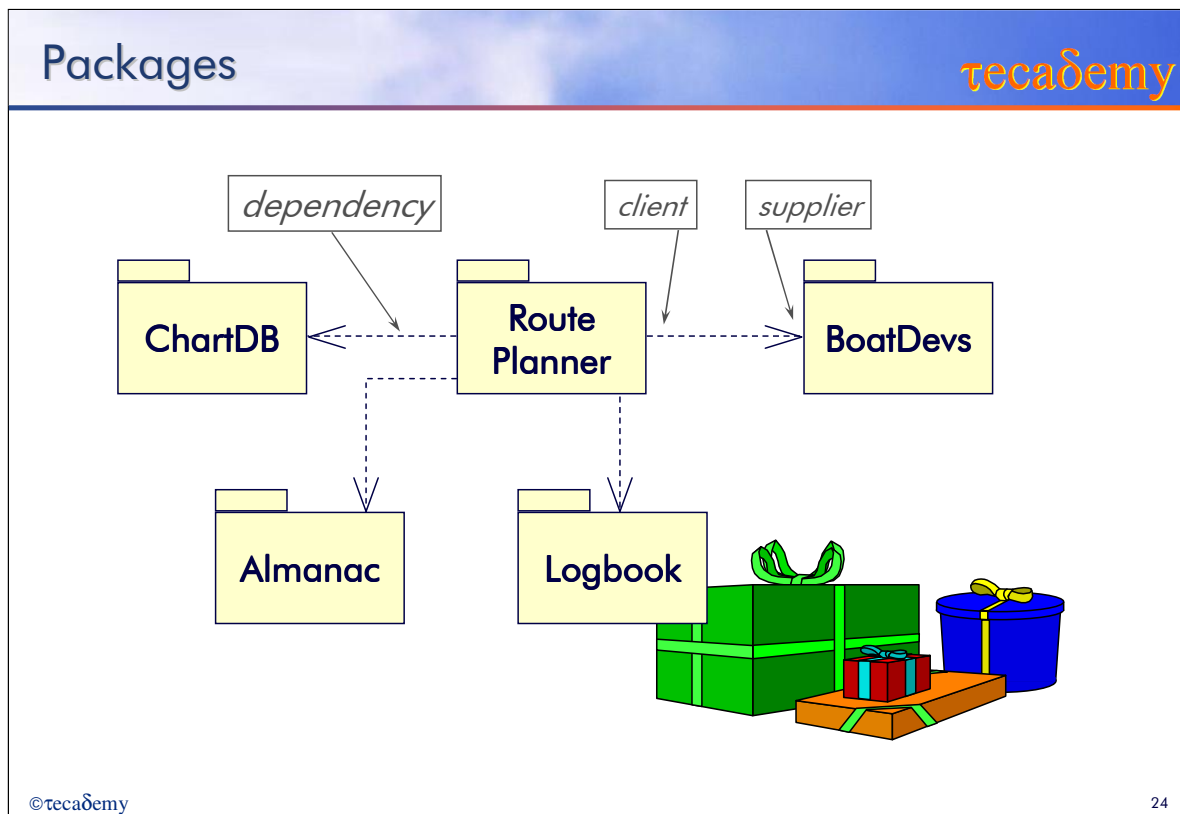 Packages
τecaδemy
dependency
client
supplier
ChartDB
Route
Planner
BoatDevs
Almanac
Logbook
©τecaδemy
24